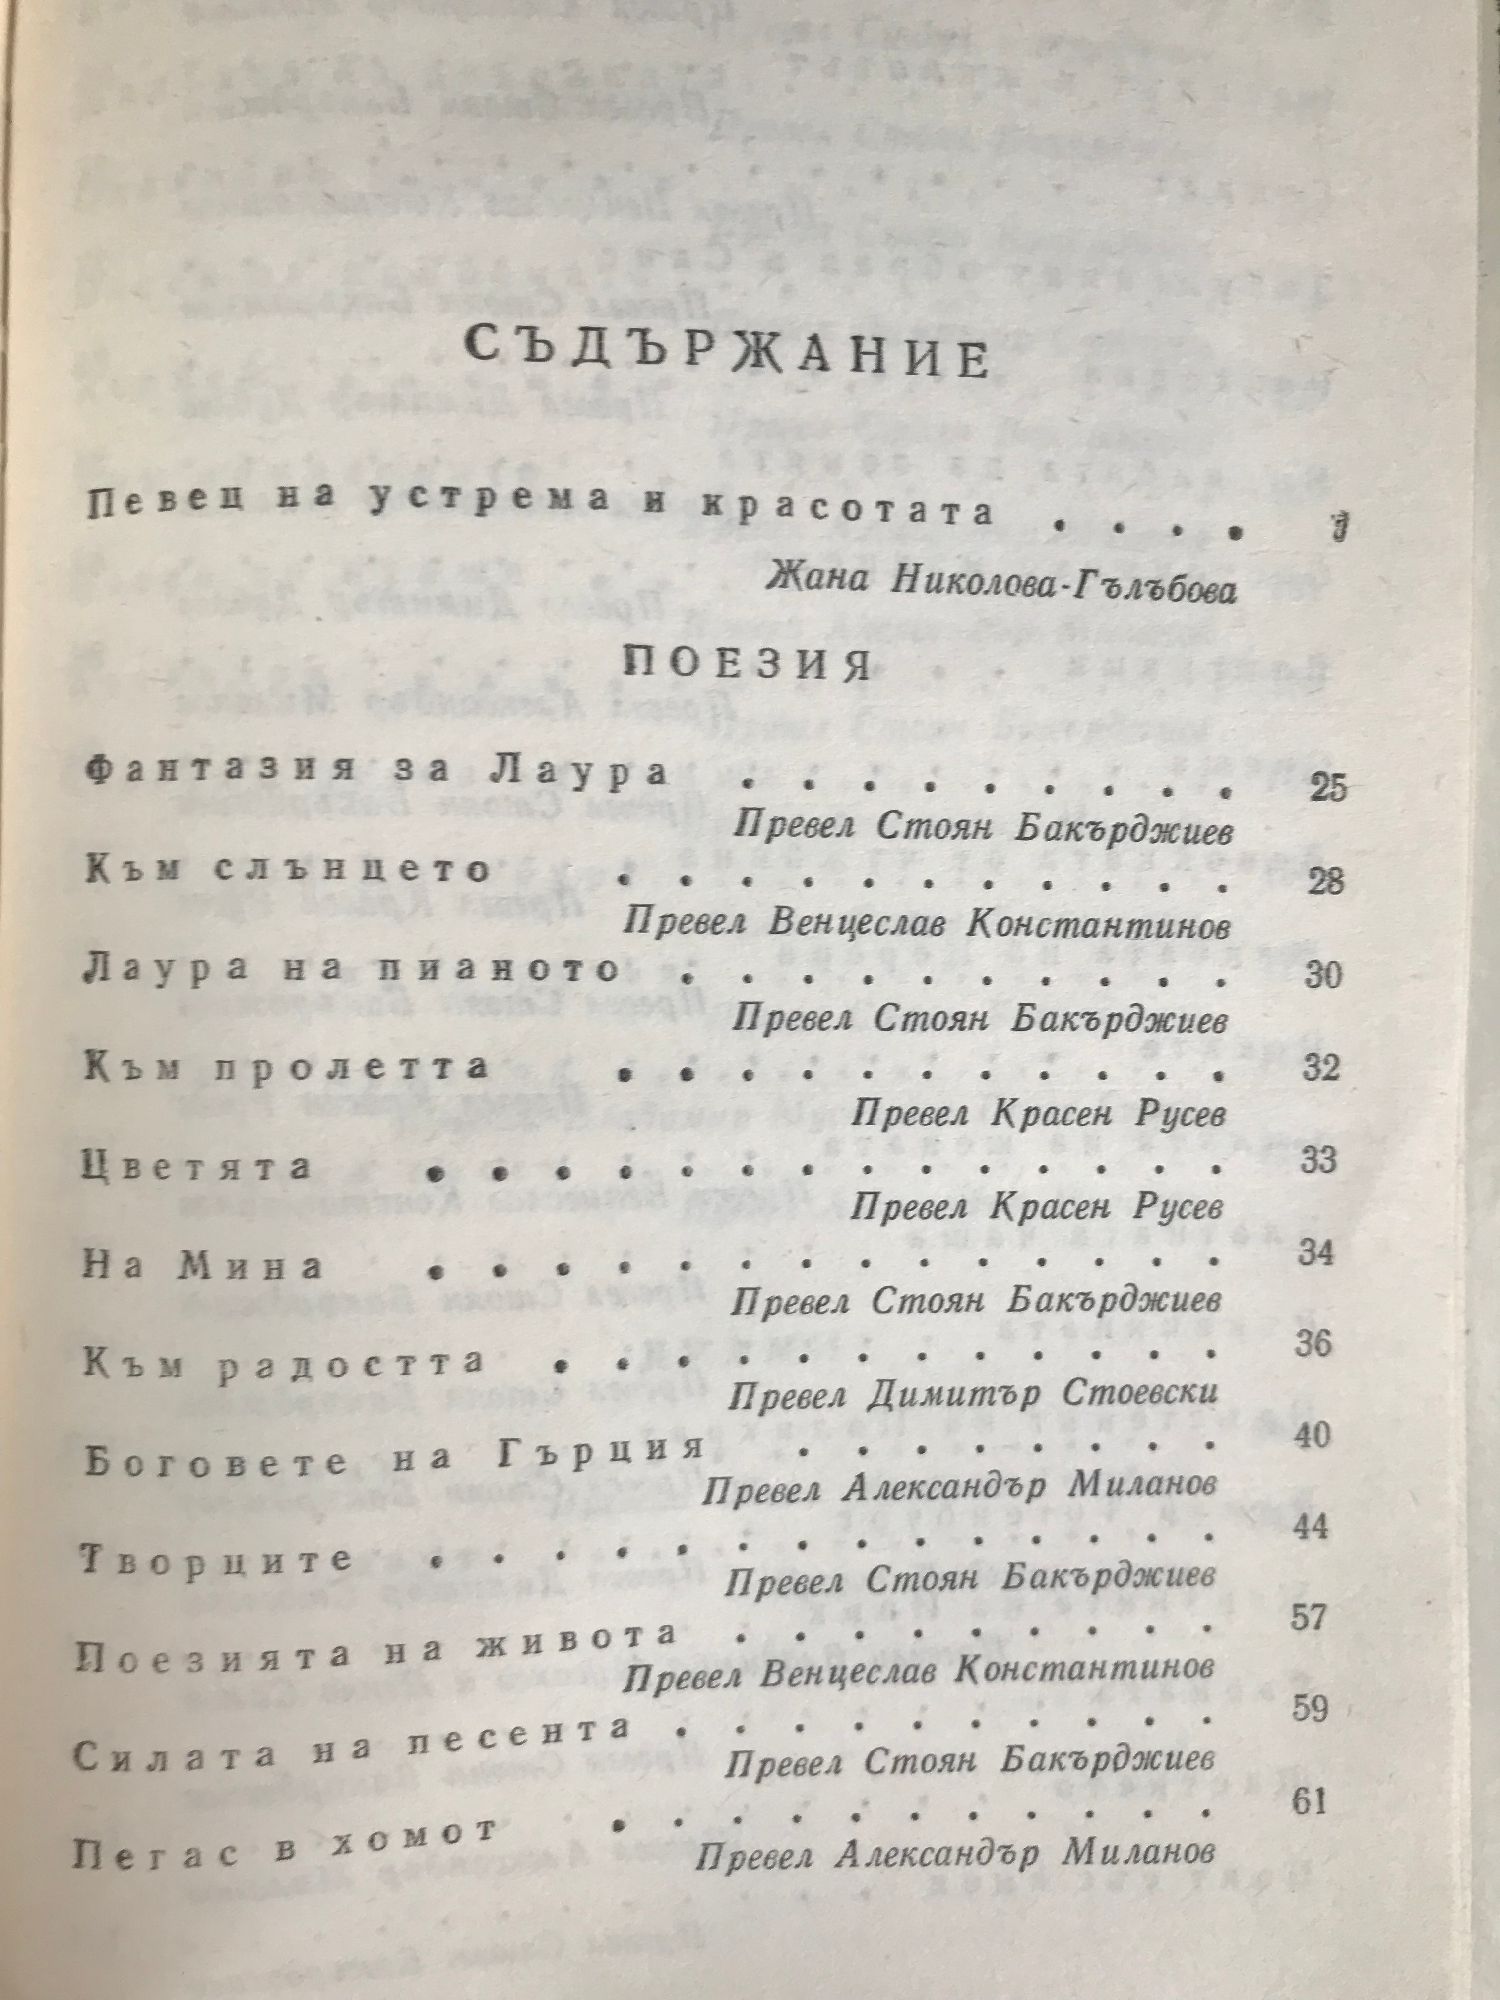 СЪДЪРЖАНИЕ
Певец на устрема и красотата . . . .
Жана Николова-Гълъбова
ПОЕЗИЯ
Фантазия за Лаура . . . . . . . . . 25
Превел Стоян Бакърджиев
Към слънцето . . . . . . . . . . . 28
Превел Венцеслав Константинов
Лаура на пианото . . . . . . . . . . 30
Превел Стоян Бакърджиев
Към пролетта . . . . . . . . . . . 32
Превел Красен Русев
Цветята . . . . . . . . . . . . . . 33
Превел Красен Русев
На Мина . . . . . . . . . . . . . . 34
Превел Стоян Бакърджиев
Към радостта . . . . . . . . . . . . 36
Превел Димитър Стоевски
Боговете на Гърция . . . . . . . . 40
Превел Александър Миланов
Творците . . . . . . . . . . . . . . 44
Превел Стоян Бакърджиев
Поезията на живота . . . . . . . . . 57
Превел Венцеслав Константинов
Силата на песента . . . . . . . . . . 59
Превел Стоян Бакърджиев
Пегас в хомот . . . . . . . . . . . 61
Превел Александър Миланов